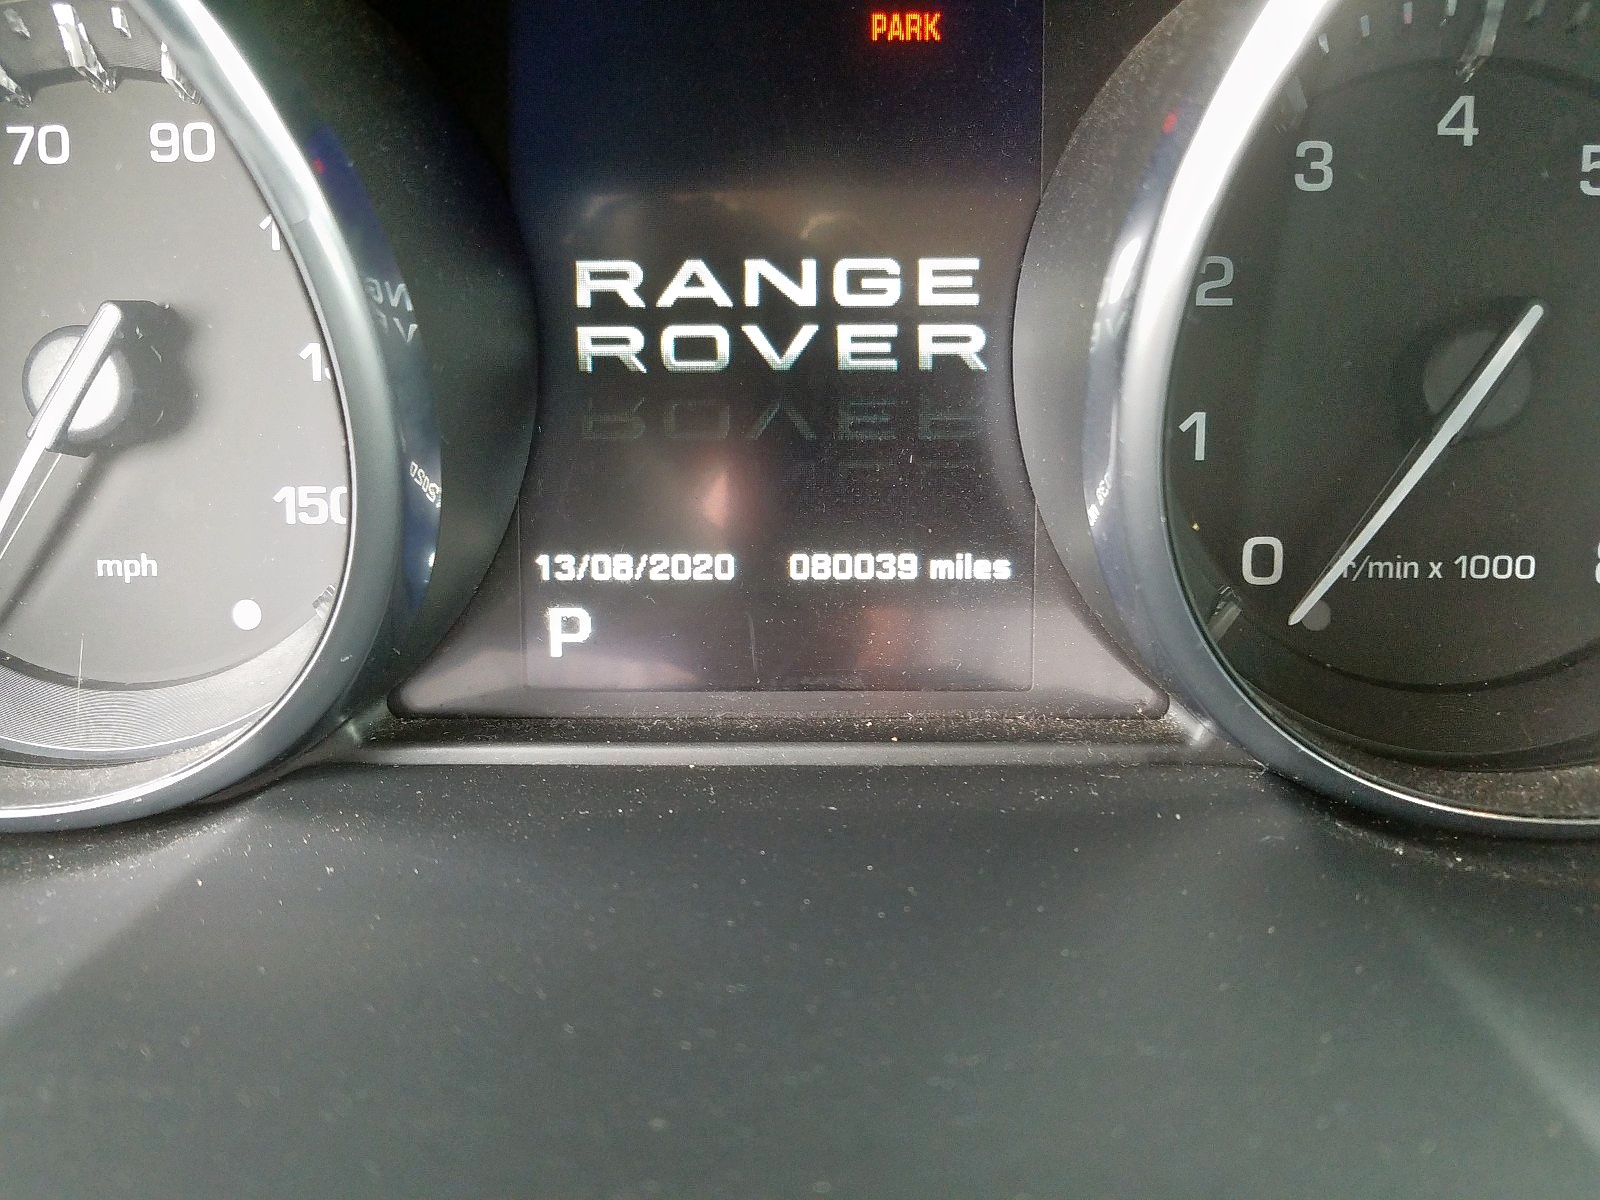 PARK
70 90
150
mph
RANGE
ROVER
13/08/2020 080039 miles
P
0 1 2 3 4
r/min x 1000